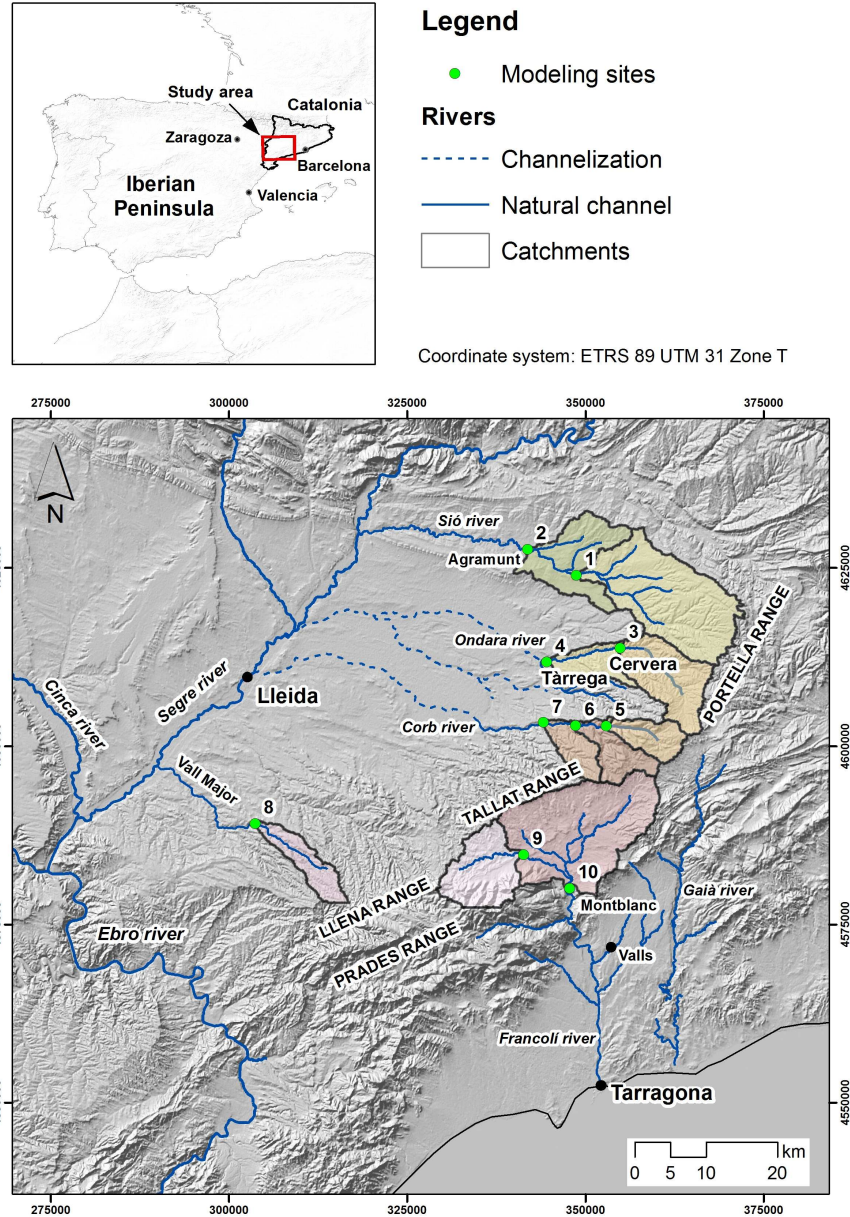 Study area
Catalonia
Zaragoza
Barcelona
Iberian
Peninsula
Valencia
Legend
Modeling sites
Rivers
Channelization
Natural channel
Catchments
Coordinate system: ETRS 89 UTM 31 Zone T
275000 300000 325000 350000 375000
N
Sió river
2
Agramunt
1
4625000
PORTELLA RANGE
Ondara river
3
4
Cervera
Tàrrega
Segre river
Lleida
Cinca river
7 6 5
Corb river
4600000
Vall Major
TALLAT RANGE
8
9
10
LLENA RANGE
Montblanc
Gaià river
PRADES RANGE
Ebro river
4575000
Valls
Francolí river
Tarragona
4550000
km
0 5 10 20
275000 300000 325000 350000 375000